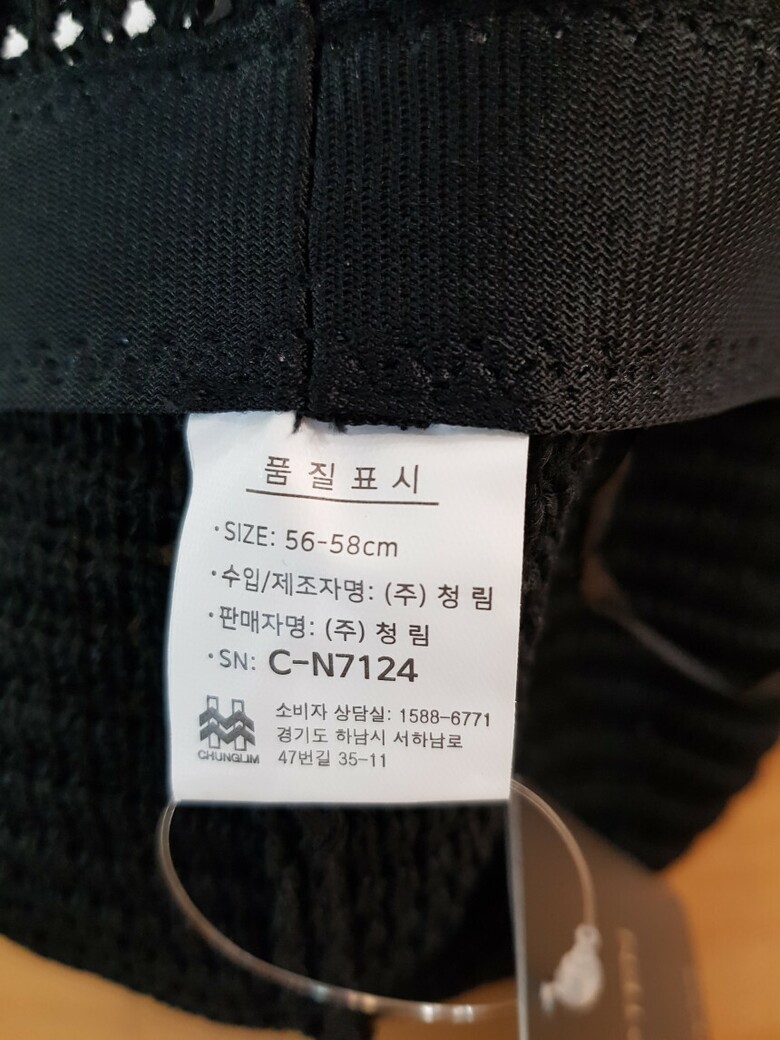 품 질 표 시
·SIZE: 56-58cm
·수입/제조자명: (주) 청 림
·판매자명: (주) 청 림
·SN: C-N7124
소비자 상담실: 1588-6771
경기도 하남시 서하남로
47번길 35-11
CHUNGLIM